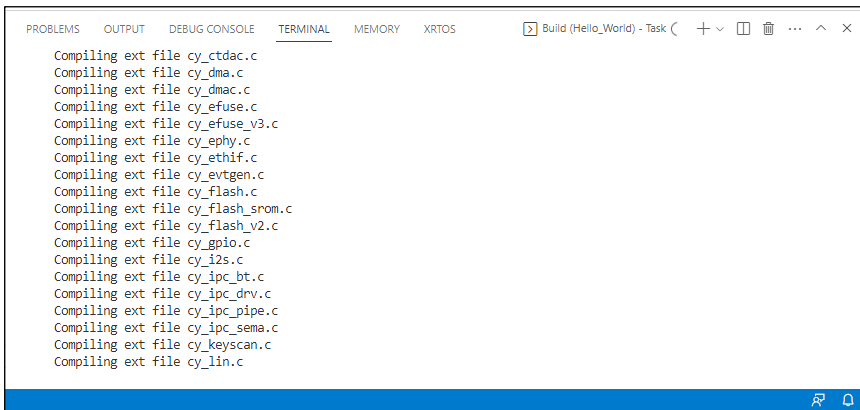 PROBLEMS OUTPUT DEBUG CONSOLE TERMINAL MEMORY XRTOS Build (Hello_World) - Task
Compiling ext file cy_ctdac.c
Compiling ext file cy_dma.c
Compiling ext file cy_dmac.c
Compiling ext file cy_efuse.c
Compiling ext file cy_efuse_v3.c
Compiling ext file cy_ephy.c
Compiling ext file cy_ethif.c
Compiling ext file cy_evtgen.c
Compiling ext file cy_flash.c
Compiling ext file cy_flash_srom.c
Compiling ext file cy_flash_v2.c
Compiling ext file cy_gpio.c
Compiling ext file cy_i2s.c
Compiling ext file cy_ipc_bt.c
Compiling ext file cy_ipc_drv.c
Compiling ext file cy_ipc_pipe.c
Compiling ext file cy_ipc_sema.c
Compiling ext file cy_keyscan.c
Compiling ext file cy_lin.c